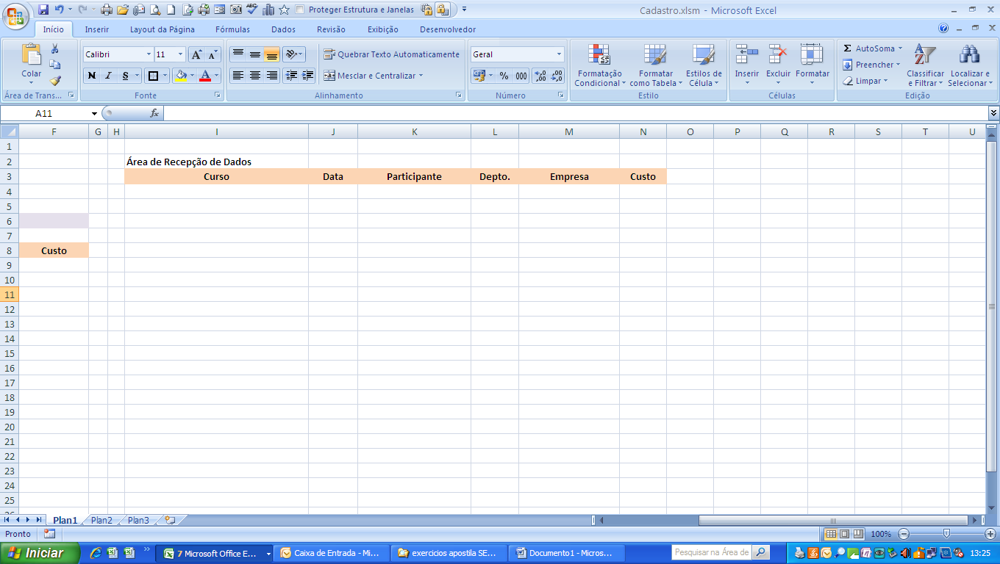 Proteger Estrutura e Janelas
Cadastro.xlsm - Microsoft Excel
Início Inserir Layout da Página Fórmulas Dados Revisão Exibição Desenvolvedor
Colar
Área de Trans...
Calibri 11
N I S
Fonte
Quebrar Texto Automaticamente
Mesclar e Centralizar
Alinhamento
Geral
% 000
Número
Formatação Condicional
Formatar como Tabela
Estilos de Célula
Estilo
Inserir Excluir Formatar
Células
Σ AutoSoma
Preencher
Limpar
Classificar e Filtrar
Localizar e Selecionar
Edição
A11 fx
F G H I J K L M N O P Q R S T U
1
2 Área de Recepção de Dados
3 Curso Data Participante Depto. Empresa Custo
4
5
6
7
8 Custo
9
10
11
12
13
14
15
16
17
18
19
20
21
22
23
24
25
Plan1 Plan2 Plan3
Pronto 100%
Iniciar 7 Microsoft Office E... Caixa de Entrada - Mi... exercicios apostila SE... Documento1 - Micros... Pesquisar na Área de 13:25